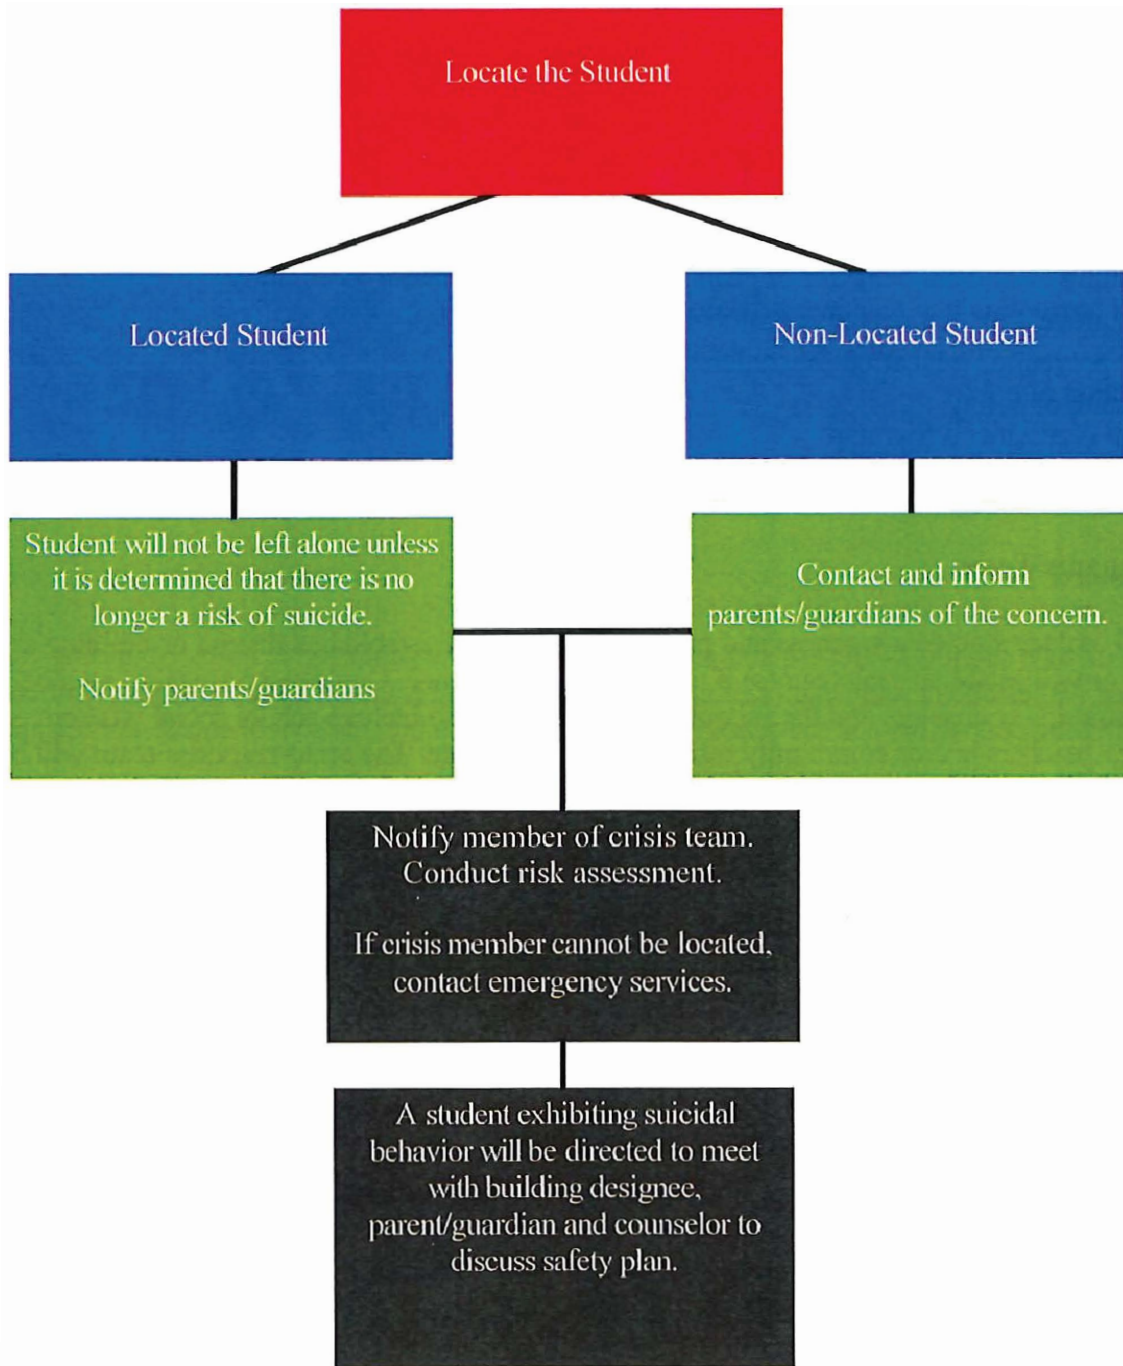 Locate the Student
Located Student
Non-Located Student
Student will not be left alone unless
it is determined that there is no
longer a risk of suicide.
Notify parents/guardians
Contact and inform
parents/guardians of the concern.
Notify member of crisis team.
Conduct risk assessment.
If crisis member cannot be located,
contact emergency services.
A student exhibiting suicidal
behavior will be directed to meet
with building designee,
parent/guardian and counselor to
discuss safety plan.